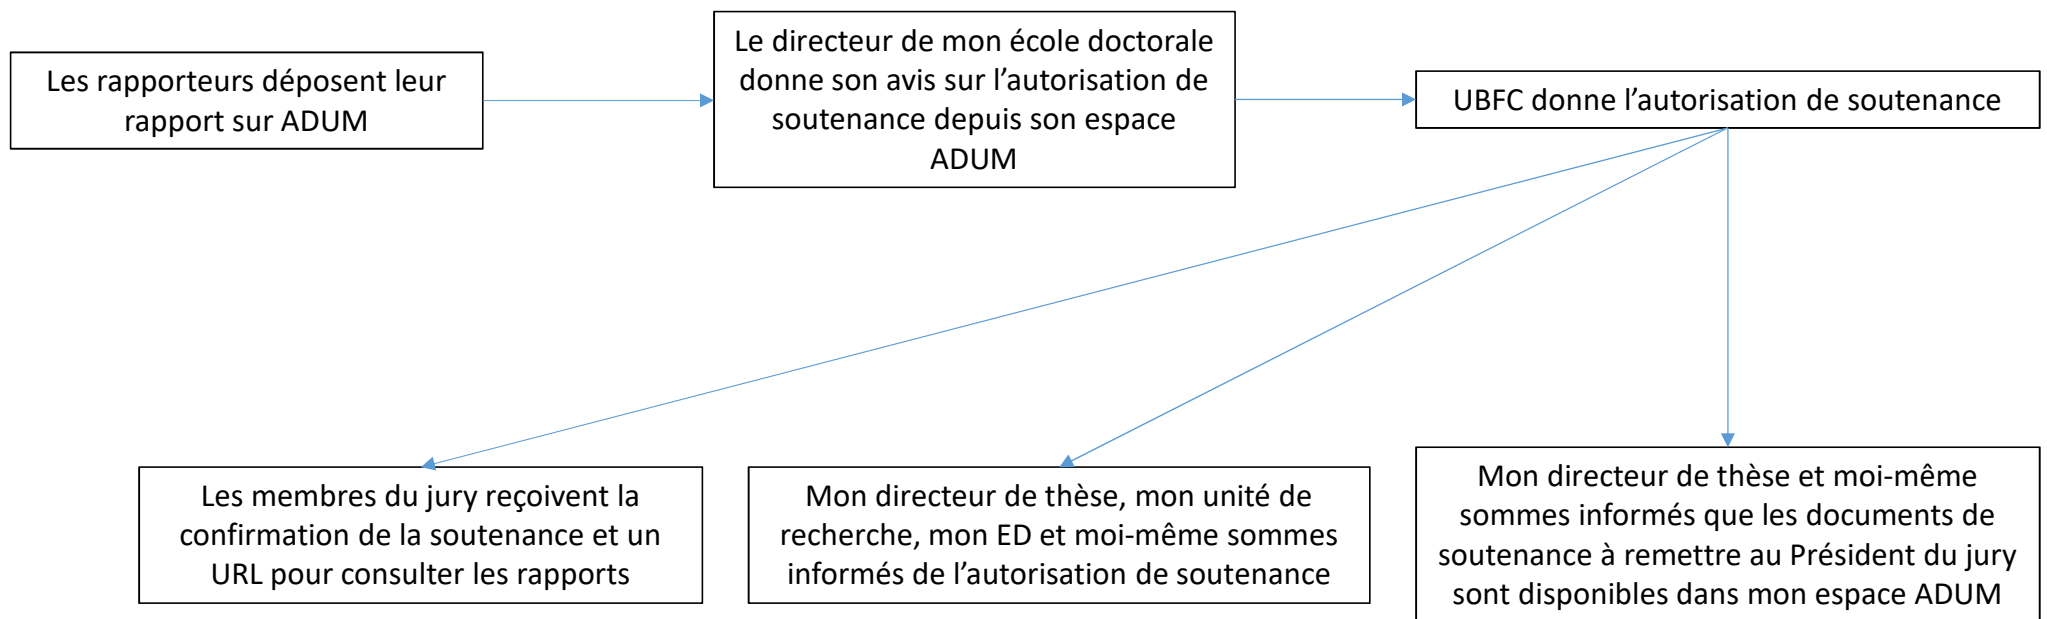 Les rapporteurs déposent leur
rapport sur ADUM
Le directeur de mon école doctorale
donne son avis sur l’autorisation de
soutenance depuis son espace
ADUM
UBFC donne l’autorisation de soutenance
Les membres du jury reçoivent la
confirmation de la soutenance et un
URL pour consulter les rapports
Mon directeur de thèse, mon unité de
recherche, mon ED et moi-même sommes
informés de l’autorisation de soutenance
Mon directeur de thèse et moi-même
sommes informés que les documents de
soutenance à remettre au Président du jury
sont disponibles dans mon espace ADUM